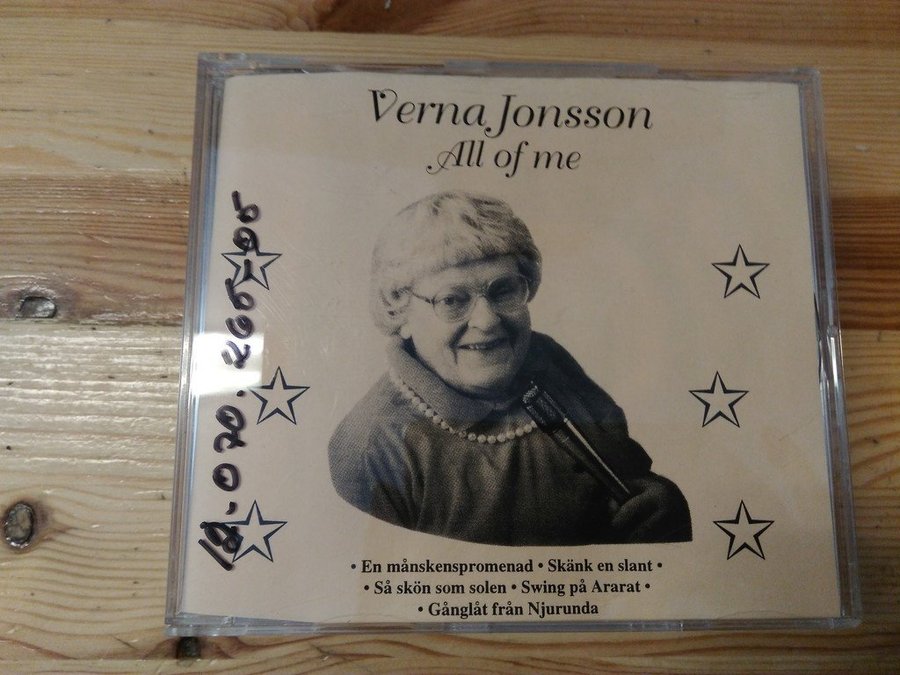 Verna Jonsson
All of me
• En månskenspromenad • Skänk en slant •
• Så skön som solen • Swing på Ararat •
• Gånglåt från Njurunda